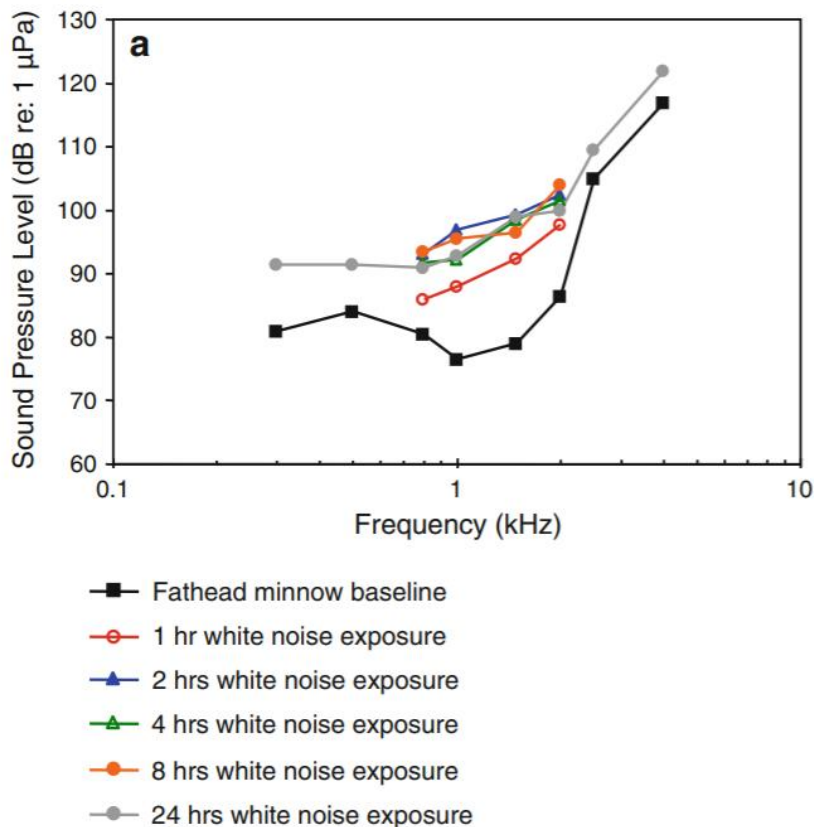 a
Sound Pressure Level (dB re: 1 µPa)
130
120
110
100
90
80
70
60
0.1
1
10
Frequency (kHz)
Fathead minnow baseline
1 hr white noise exposure
2 hrs white noise exposure
4 hrs white noise exposure
8 hrs white noise exposure
24 hrs white noise exposure